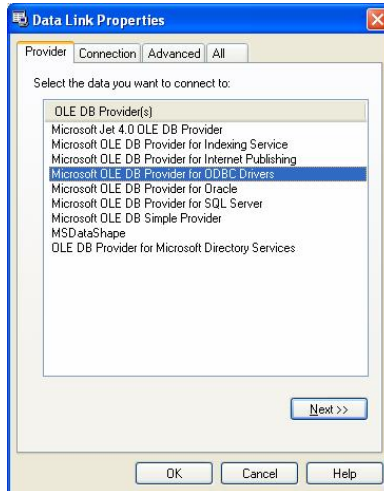 Data Link Properties
Provider Connection Advanced All
Select the data you want to connect to:
OLE DB Provider(s)
Microsoft Jet 4.0 OLE DB Provider
Microsoft OLE DB Provider for Indexing Service
Microsoft OLE DB Provider for Internet Publishing
Microsoft OLE DB Provider for ODBC Drivers
Microsoft OLE DB Provider for Oracle
Microsoft OLE DB Provider for SQL Server
Microsoft OLE DB Simple Provider
MSDataShape
OLE DB Provider for Microsoft Directory Services
Next >>
OK Cancel Help